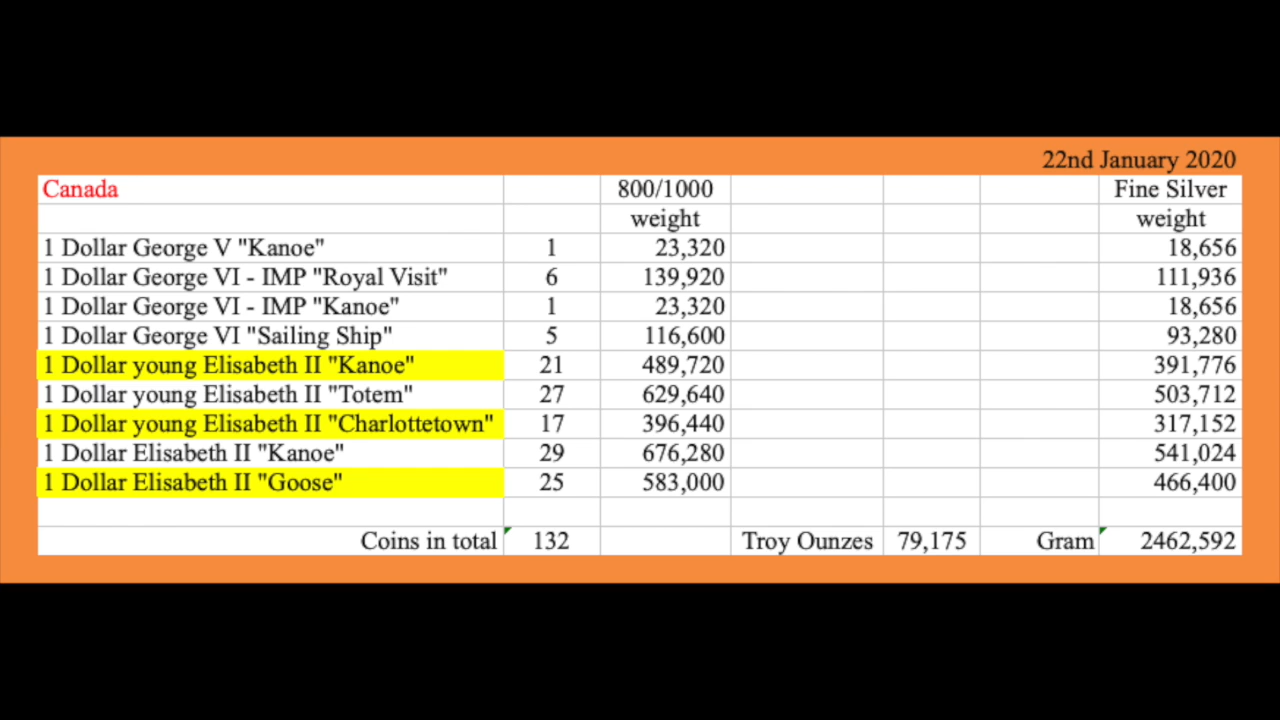 22nd January 2020
Canada 800/1000 Fine Silver
weight weight
1 Dollar George V "Kanoe" 1 23,320 18,656
1 Dollar George VI - IMP "Royal Visit" 6 139,920 111,936
1 Dollar George VI - IMP "Kanoe" 1 23,320 18,656
1 Dollar George VI "Sailing Ship" 5 116,600 93,280
1 Dollar young Elisabeth II "Kanoe" 21 489,720 391,776
1 Dollar young Elisabeth II "Totem" 27 629,640 503,712
1 Dollar young Elisabeth II "Charlottetown" 17 396,440 317,152
1 Dollar Elisabeth II "Kanoe" 29 676,280 541,024
1 Dollar Elisabeth II "Goose" 25 583,000 466,400
Coins in total 132 Troy Ounzes 79,175 Gram 2462,592